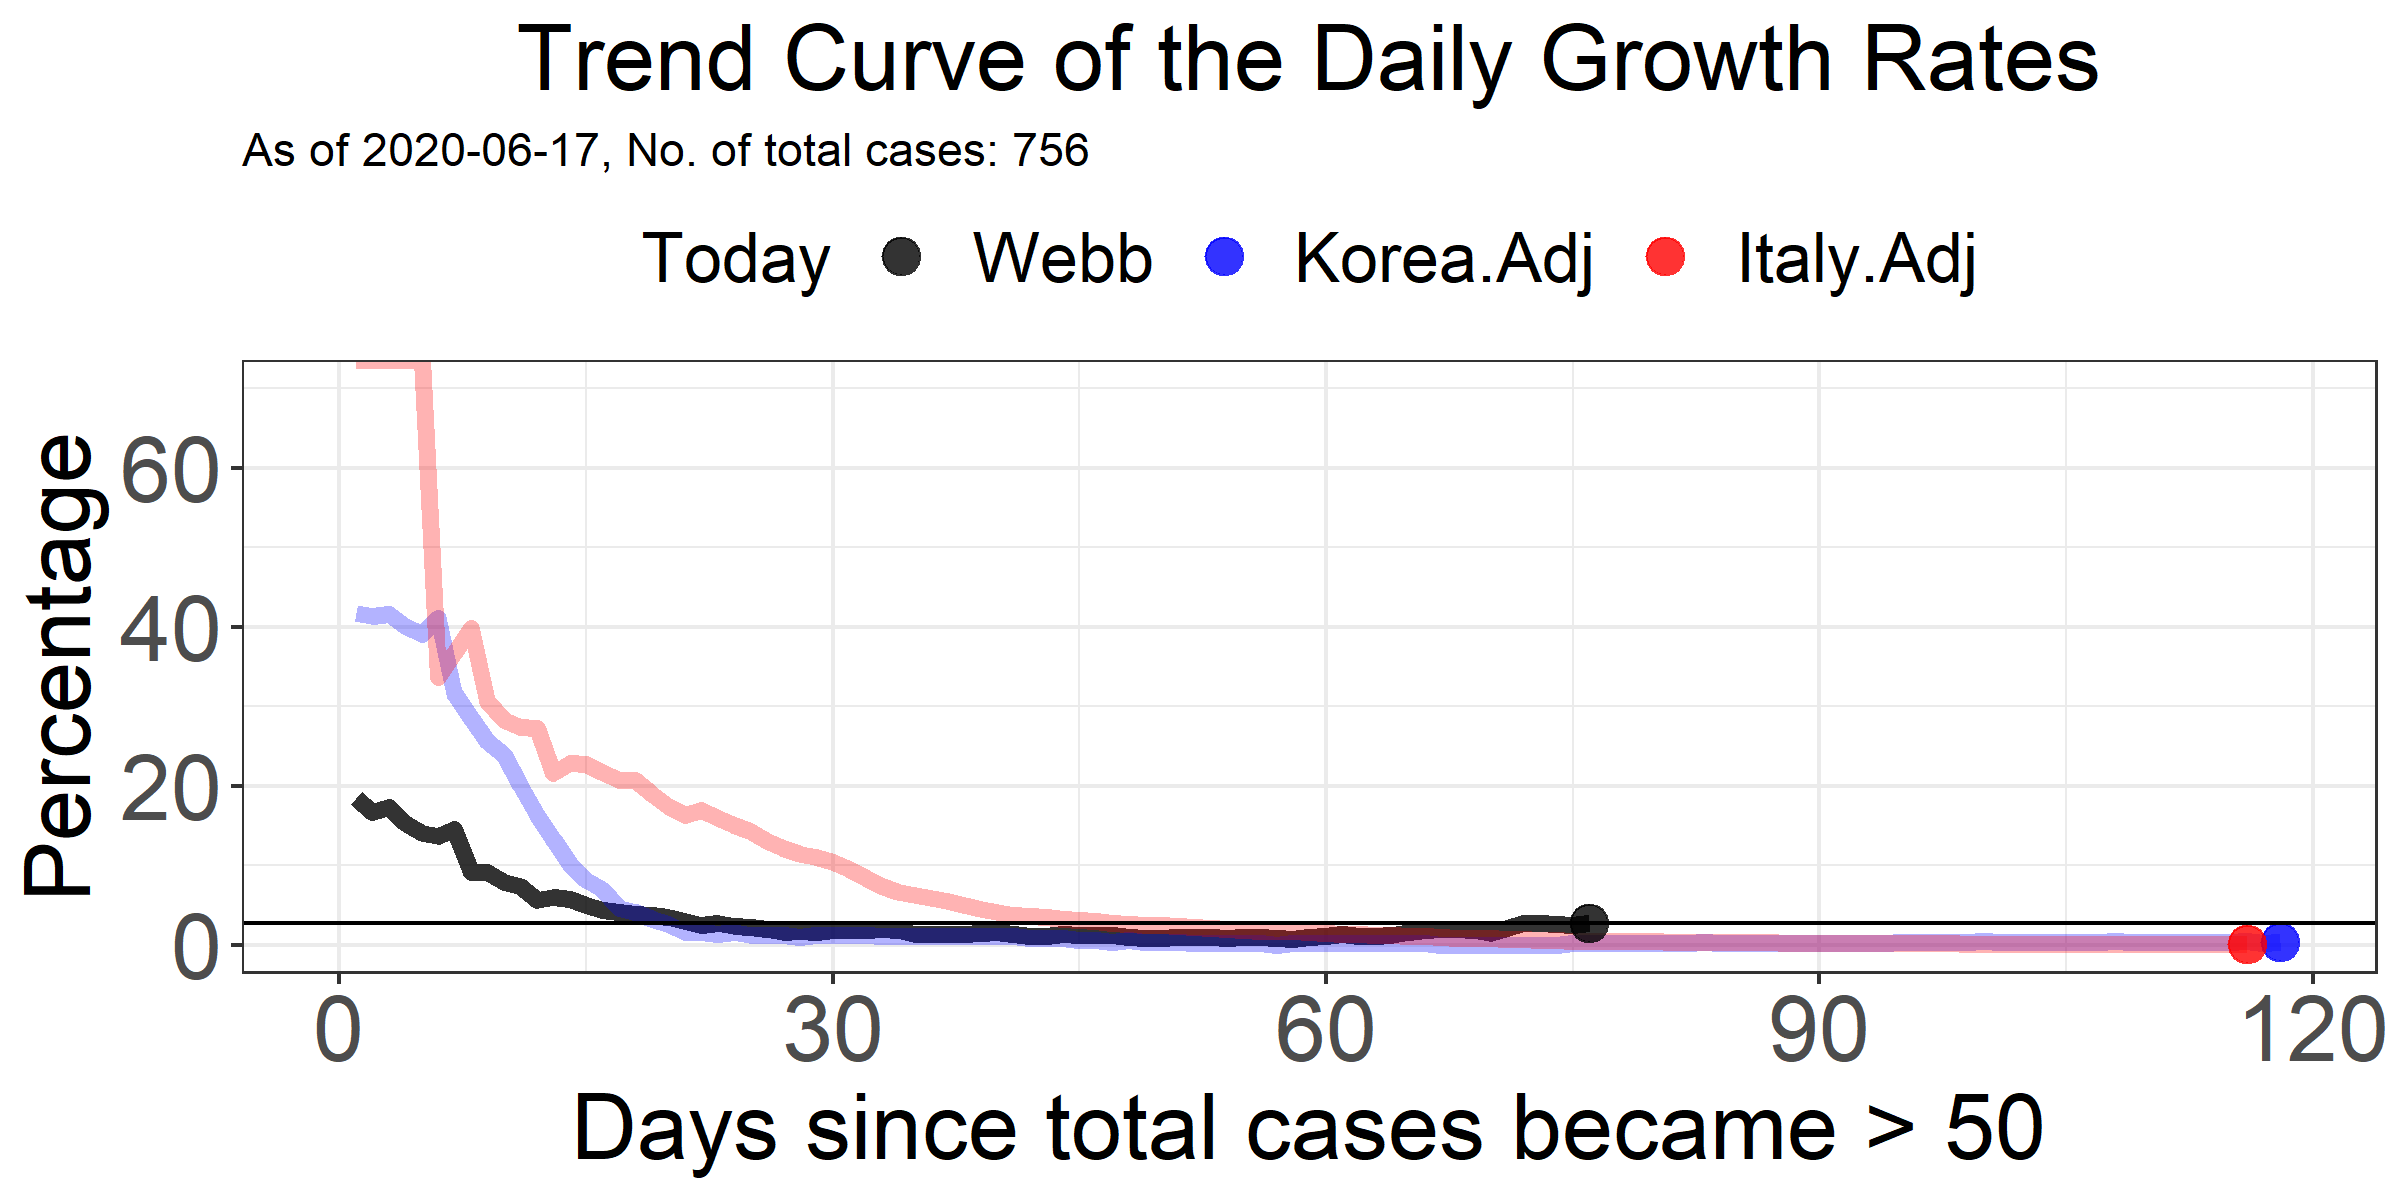 Trend Curve of the Daily Growth Rates
As of 2020-06-17, No. of total cases: 756
Today Webb Korea.Adj Italy.Adj
Percentage
60
40
20
0
0 30 60 90 120
Days since total cases became > 50